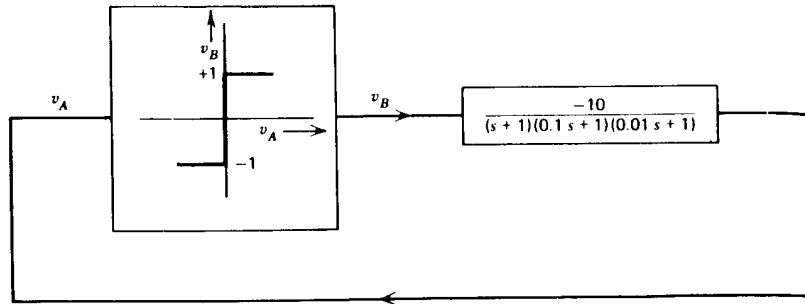 v_B
+1
v_A
v_B
v_A
−1
−10
(s + 1)(0.1 s + 1)(0.01 s + 1)